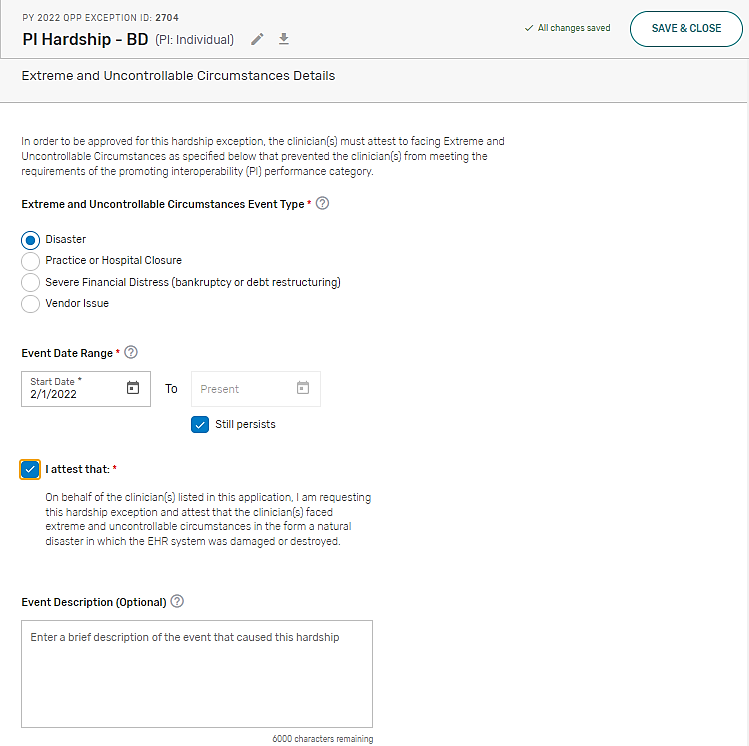 PY 2022 QPP EXCEPTION ID: 2704
PI Hardship - BD (PI: Individual)
All changes saved
SAVE & CLOSE
Extreme and Uncontrollable Circumstances Details
In order to be approved for this hardship exception, the clinician(s) must attest to facing Extreme and
Uncontrollable Circumstances as specified below that prevented the clinician(s) from meeting the
requirements of the promoting interoperability (PI) performance category.
Extreme and Uncontrollable Circumstances Event Type *
Disaster
Practice or Hospital Closure
Severe Financial Distress (bankruptcy or debt restructuring)
Vendor Issue
Event Date Range *
Start Date *
2/1/2022
To
Present
Still persists
I attest that: *
On behalf of the clinician(s) listed in this application, I am requesting
this hardship exception and attest that the clinician(s) faced
extreme and uncontrollable circumstances in the form a natural
disaster in which the EHR system was damaged or destroyed.
Event Description (Optional)
Enter a brief description of the event that caused this hardship
6000 characters remaining